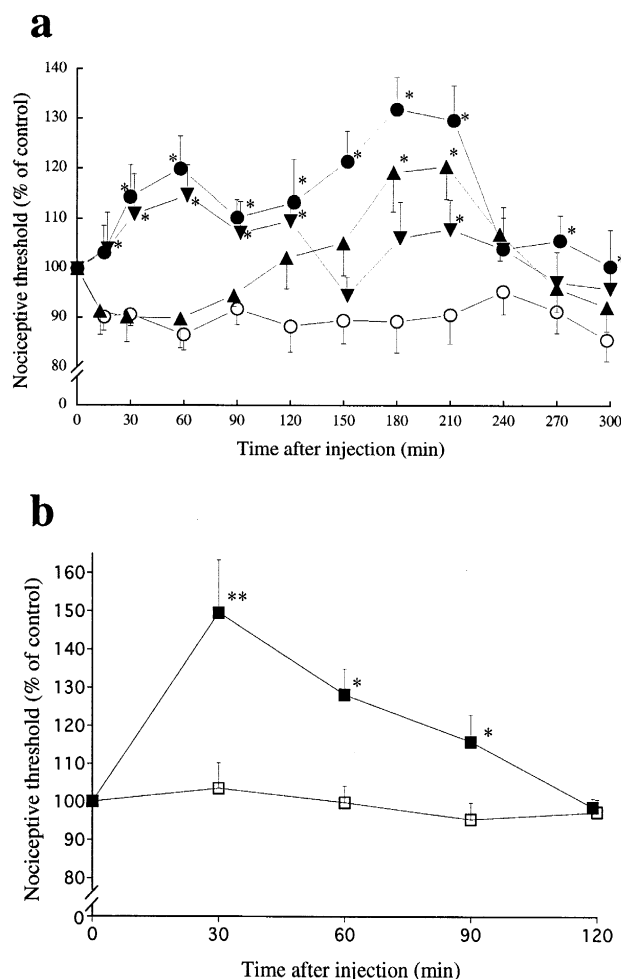 a
Nociceptive threshold (% of control)
140
130
120
110
100
90
80
0
* * * * * * * * * * * * * * * * *
0 30 60 90 120 150 180 210 240 270 300
Time after injection (min)
b
Nociceptive threshold (% of control)
160
150
140
130
120
110
100
90
80
0
**
*
*
0 30 60 90 120
Time after injection (min)